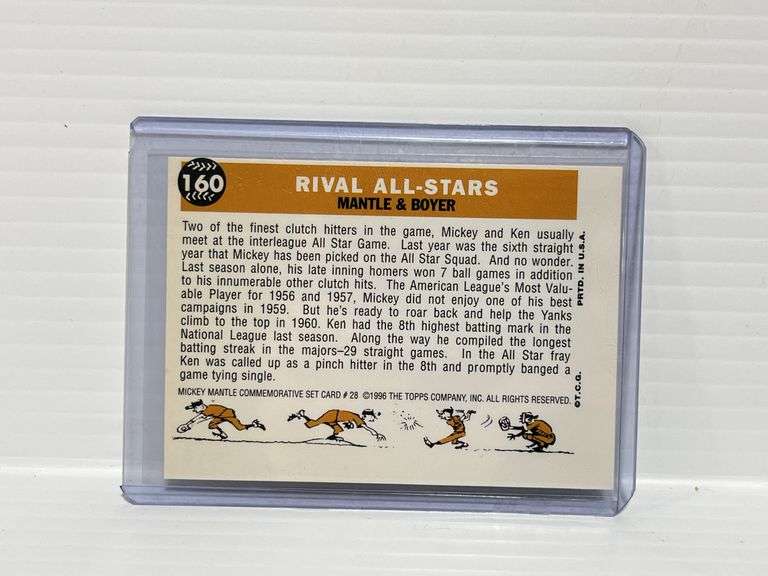 160
RIVAL ALL-STARS
MANTLE & BOYER
Two of the finest clutch hitters in the game, Mickey and Ken usually
meet at the interleague All Star Game. Last year was the sixth straight
year that Mickey has been picked on the All Star Squad. And no wonder.
Last season alone, his late inning homers won 7 ball games in addition
to his innumerable other clutch hits. The American League's Most Valu-
able Player for 1956 and 1957, Mickey did not enjoy one of his best
campaigns in 1959. But he's ready to roar back and help the Yanks
climb to the top in 1960. Ken had the 8th highest batting mark in the
National League last season. Along the way he compiled the longest
batting streak in the majors–29 straight games. In the All Star fray
Ken was called up as a pinch hitter in the 8th and promptly banged a
game tying single.
MICKEY MANTLE COMMEMORATIVE SET CARD # 28 ©1996 THE TOPPS COMPANY, INC. ALL RIGHTS RESERVED.
©T.C.G. PRTD. IN U.S.A.